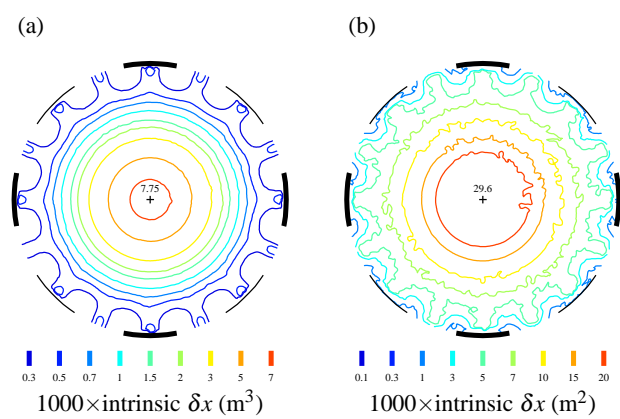 (a)
(b)
7.75
29.6
0.3 0.5 0.7 1 1.5 2 3 5 7
0.1 0.3 1 3 5 7 10 15 20
1000×intrinsic δx (m³)
1000×intrinsic δx (m²)